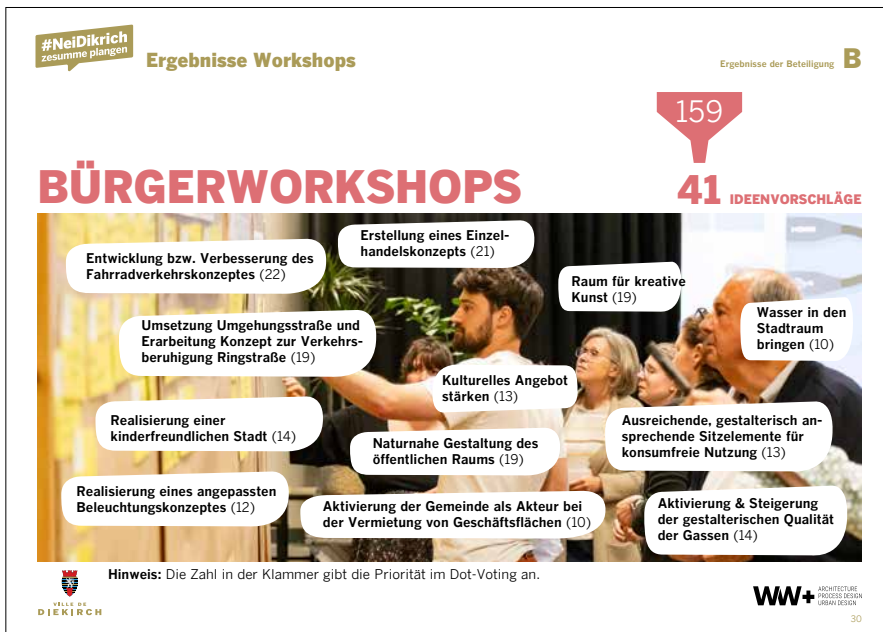 #NeiDikrich
zesumme plangen
Ergebnisse Workshops
Ergebnisse der Beteiligung B
159
BÜRGERWORKSHOPS
41 IDEENVORSCHLÄGE
Entwicklung bzw. Verbesserung des
Fahrradverkehrskonzeptes (22)
Erstellung eines Einzel-
handelskonzepts (21)
Raum für kreative
Kunst (19)
Wasser in den
Stadtraum
bringen (10)
Umsetzung Umgehungsstraße und
Erarbeitung Konzept zur Verkehrs-
beruhigung Ringstraße (19)
Kulturelles Angebot
stärken (13)
Realisierung einer
kinderfreundlichen Stadt (14)
Naturnahe Gestaltung des
öffentlichen Raums (19)
Ausreichende, gestalterisch an-
sprechende Sitzelemente für
konsumfreie Nutzung (13)
Realisierung eines angepassten
Beleuchtungskonzeptes (12)
Aktivierung der Gemeinde als Akteur bei
der Vermietung von Geschäftsflächen (10)
Aktivierung & Steigerung
der gestalterischen Qualität
der Gassen (14)
Hinweis: Die Zahl in der Klammer gibt die Priorität im Dot-Voting an.
VILLE DE
DIEKIRCH
WW+
ARCHITECTURE
PROCESS DESIGN
URBAN DESIGN
30